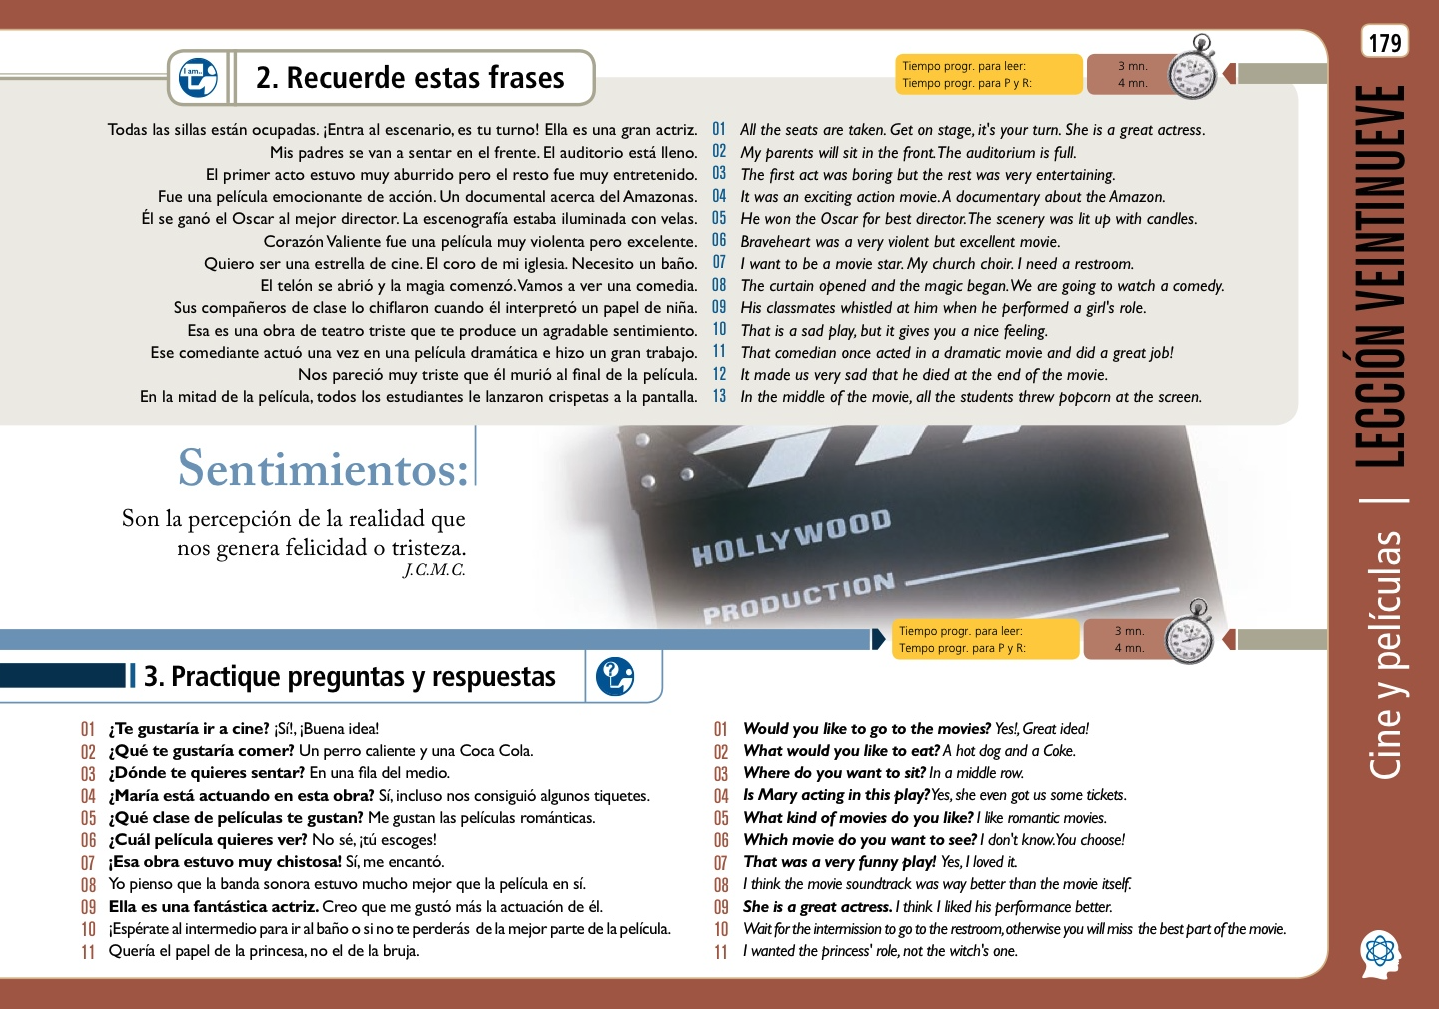 179
2. Recuerde estas frases
I am..
Tiempo progr. para leer: 3 mn.
Tiempo progr. para P y R: 4 mn.
Todas las sillas están ocupadas. ¡Entra al escenario, es tu turno! Ella es una gran actriz. 01 All the seats are taken. Get on stage, it's your turn. She is a great actress.
Mis padres se van a sentar en el frente. El auditorio está lleno. 02 My parents will sit in the front. The auditorium is full.
El primer acto estuvo muy aburrido pero el resto fue muy entretenido. 03 The first act was boring but the rest was very entertaining.
Fue una película emocionante de acción. Un documental acerca del Amazonas. 04 It was an exciting action movie. A documentary about the Amazon.
Él se ganó el Oscar al mejor director. La escenografía estaba iluminada con velas. 05 He won the Oscar for best director. The scenery was lit up with candles.
Corazón Valiente fue una película muy violenta pero excelente. 06 Braveheart was a very violent but excellent movie.
Quiero ser una estrella de cine. El coro de mi iglesia. Necesito un baño. 07 I want to be a movie star. My church choir. I need a restroom.
El telón se abrió y la magia comenzó. Vamos a ver una comedia. 08 The curtain opened and the magic began. We are going to watch a comedy.
Sus compañeros de clase lo chiflaron cuando él interpretó un papel de niña. 09 His classmates whistled at him when he performed a girl's role.
Esa es una obra de teatro triste que te produce un agradable sentimiento. 10 That is a sad play, but it gives you a nice feeling.
Ese comediante actuó una vez en una película dramática e hizo un gran trabajo. 11 That comedian once acted in a dramatic movie and did a great job!
Nos pareció muy triste que él murió al final de la película. 12 It made us very sad that he died at the end of the movie.
En la mitad de la película, todos los estudiantes le lanzaron crispetas a la pantalla. 13 In the middle of the movie, all the students threw popcorn at the screen.
Sentimientos:
Son la percepción de la realidad que
nos genera felicidad o tristeza.
J.C.M.C.
HOLLYWOOD
PRODUCTION
Tiempo progr. para leer: 3 mn.
Tempo progr. para P y R: 4 mn.
3. Practique preguntas y respuestas
?
01 ¿Te gustaría ir a cine? ¡Sí!, ¡Buena idea! 01 Would you like to go to the movies? Yes!, Great idea!
02 ¿Qué te gustaría comer? Un perro caliente y una Coca Cola. 02 What would you like to eat? A hot dog and a Coke.
03 ¿Dónde te quieres sentar? En una fila del medio. 03 Where do you want to sit? In a middle row.
04 ¿María está actuando en esta obra? Sí, incluso nos consiguió algunos tiquetes. 04 Is Mary acting in this play? Yes, she even got us some tickets.
05 ¿Qué clase de películas te gustan? Me gustan las películas románticas. 05 What kind of movies do you like? I like romantic movies.
06 ¿Cuál película quieres ver? No sé, ¡tú escoges! 06 Which movie do you want to see? I don't know. You choose!
07 ¡Esa obra estuvo muy chistosa! Sí, me encantó. 07 That was a very funny play! Yes, I loved it.
08 Yo pienso que la banda sonora estuvo mucho mejor que la película en sí. 08 I think the movie soundtrack was way better than the movie itself.
09 Ella es una fantástica actriz. Creo que me gustó más la actuación de él. 09 She is a great actress. I think I liked his performance better.
10 ¡Espérate al intermedio para ir al baño o si no te perderás de la mejor parte de la película. 10 Wait for the intermission to go to the restroom, otherwise you will miss the best part of the movie.
11 Quería el papel de la princesa, no el de la bruja. 11 I wanted the princess' role, not the witch's one.
Cine y películas | LECCIÓN VEINTINUEVE